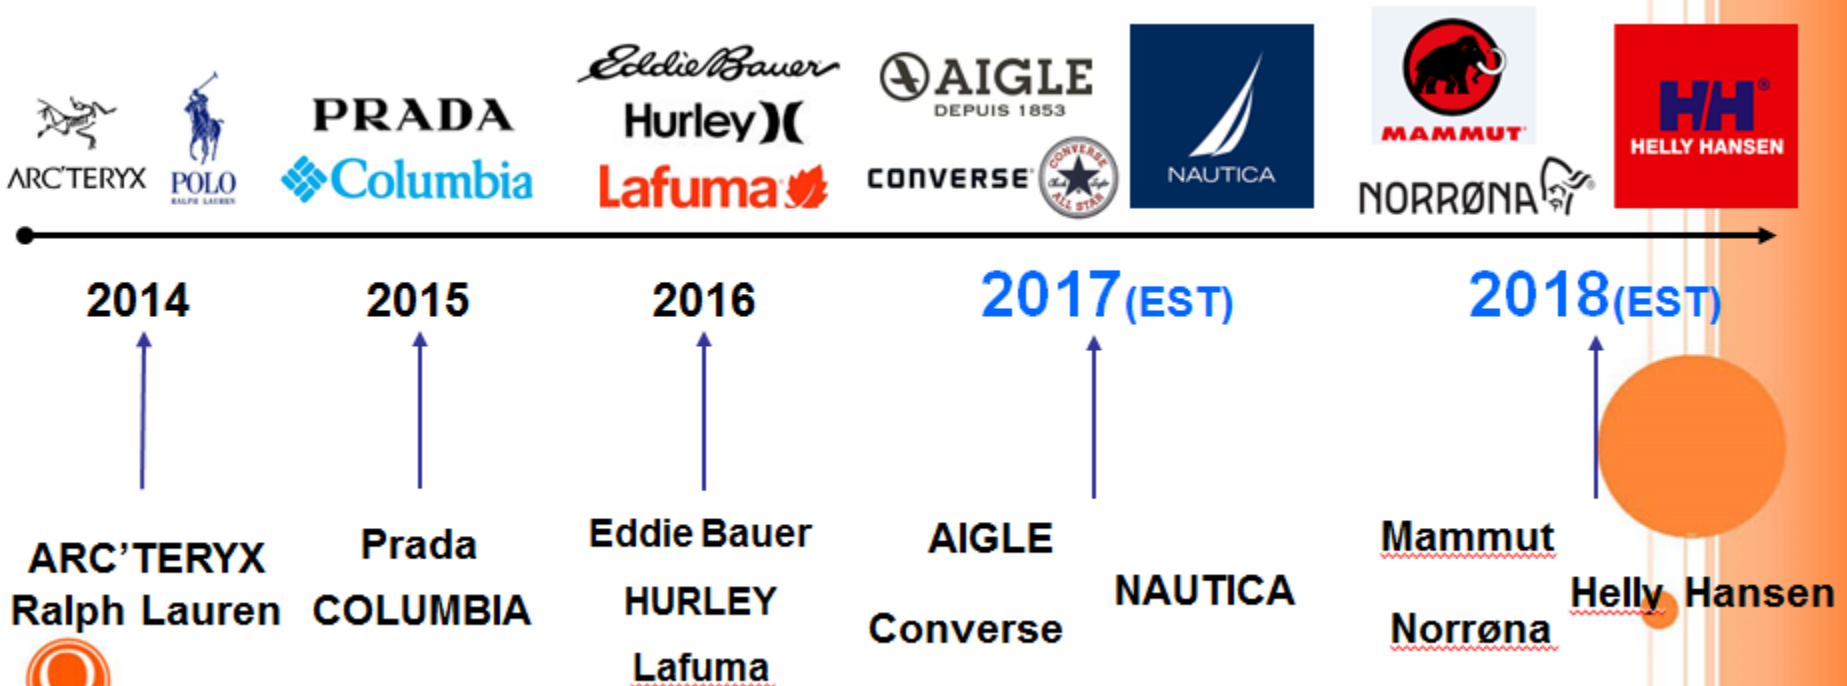 ARC'TERYX
POLO
RALPH LAUREN
PRADA
Columbia
Eddie Bauer
Hurley
Lafuma
AIGLE
DEPUIS 1853
CONVERSE
CONVERSE
Chuck Taylor
ALL STAR
NAUTICA
MAMMUT
NORRØNA
HH®
HELLY HANSEN
2014
2015
2016
2017(EST)
2018(EST)
ARC'TERYX
Ralph Lauren
Prada
COLUMBIA
Eddie Bauer
HURLEY
Lafuma
AIGLE
Converse
NAUTICA
Mammut
Norrøna
Helly Hansen